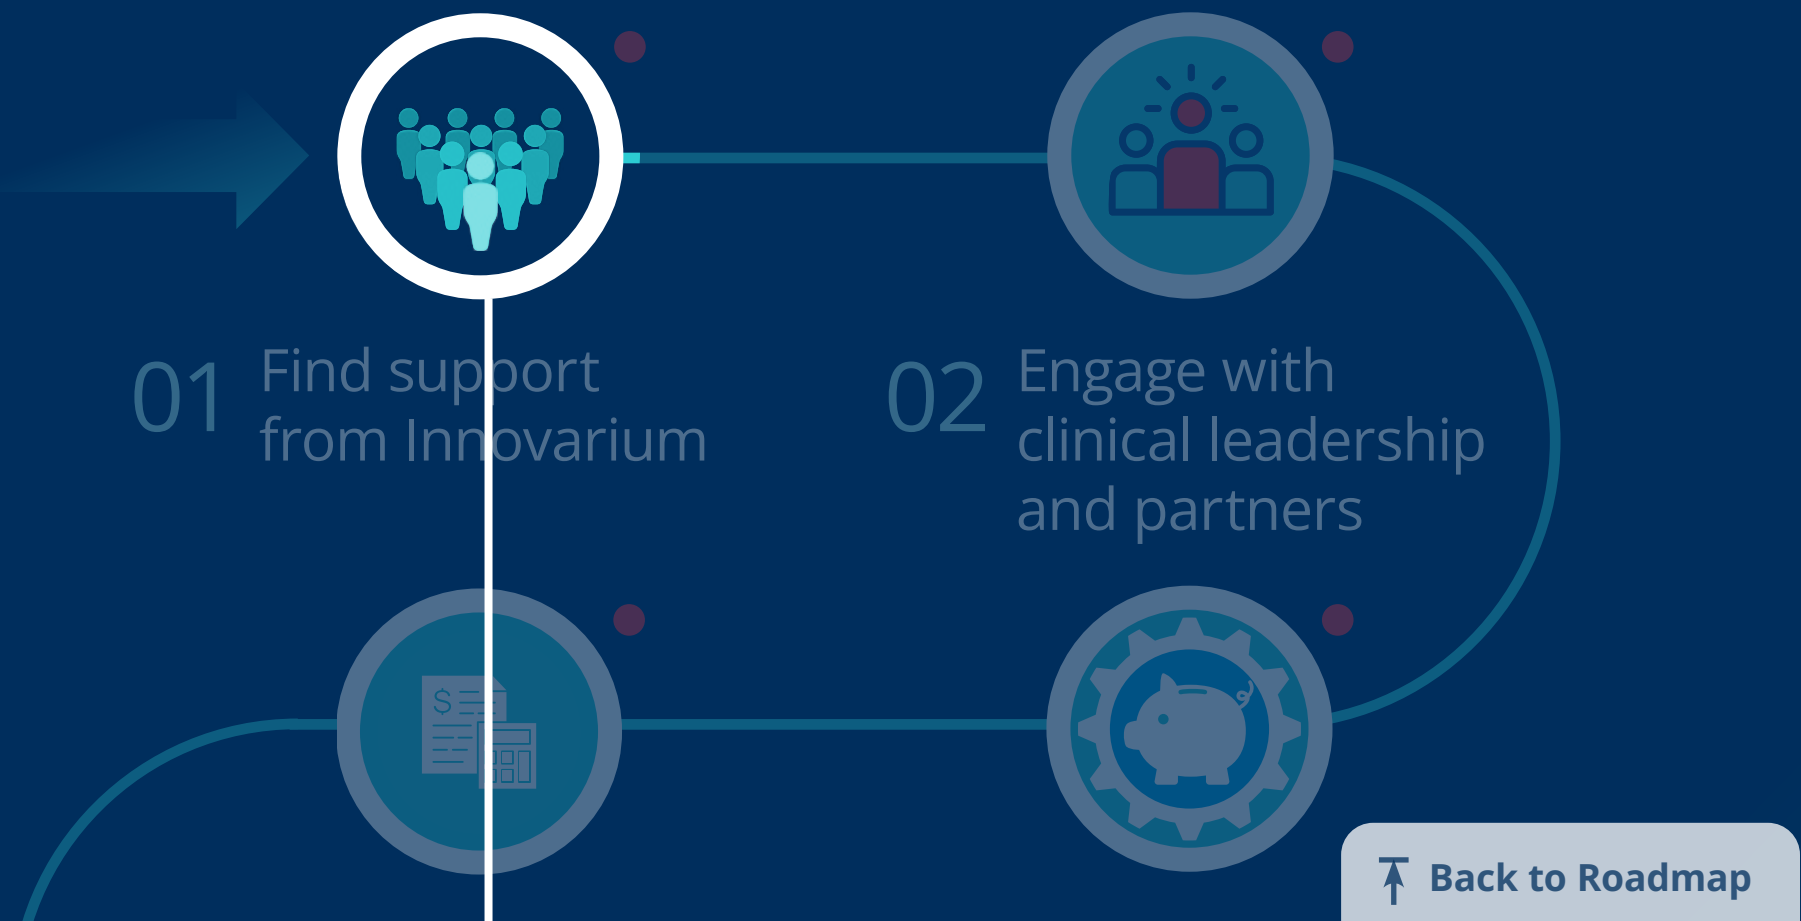 01 Find support
from Innovarium
02 Engage with
clinical leadership
and partners
$
Back to Roadmap